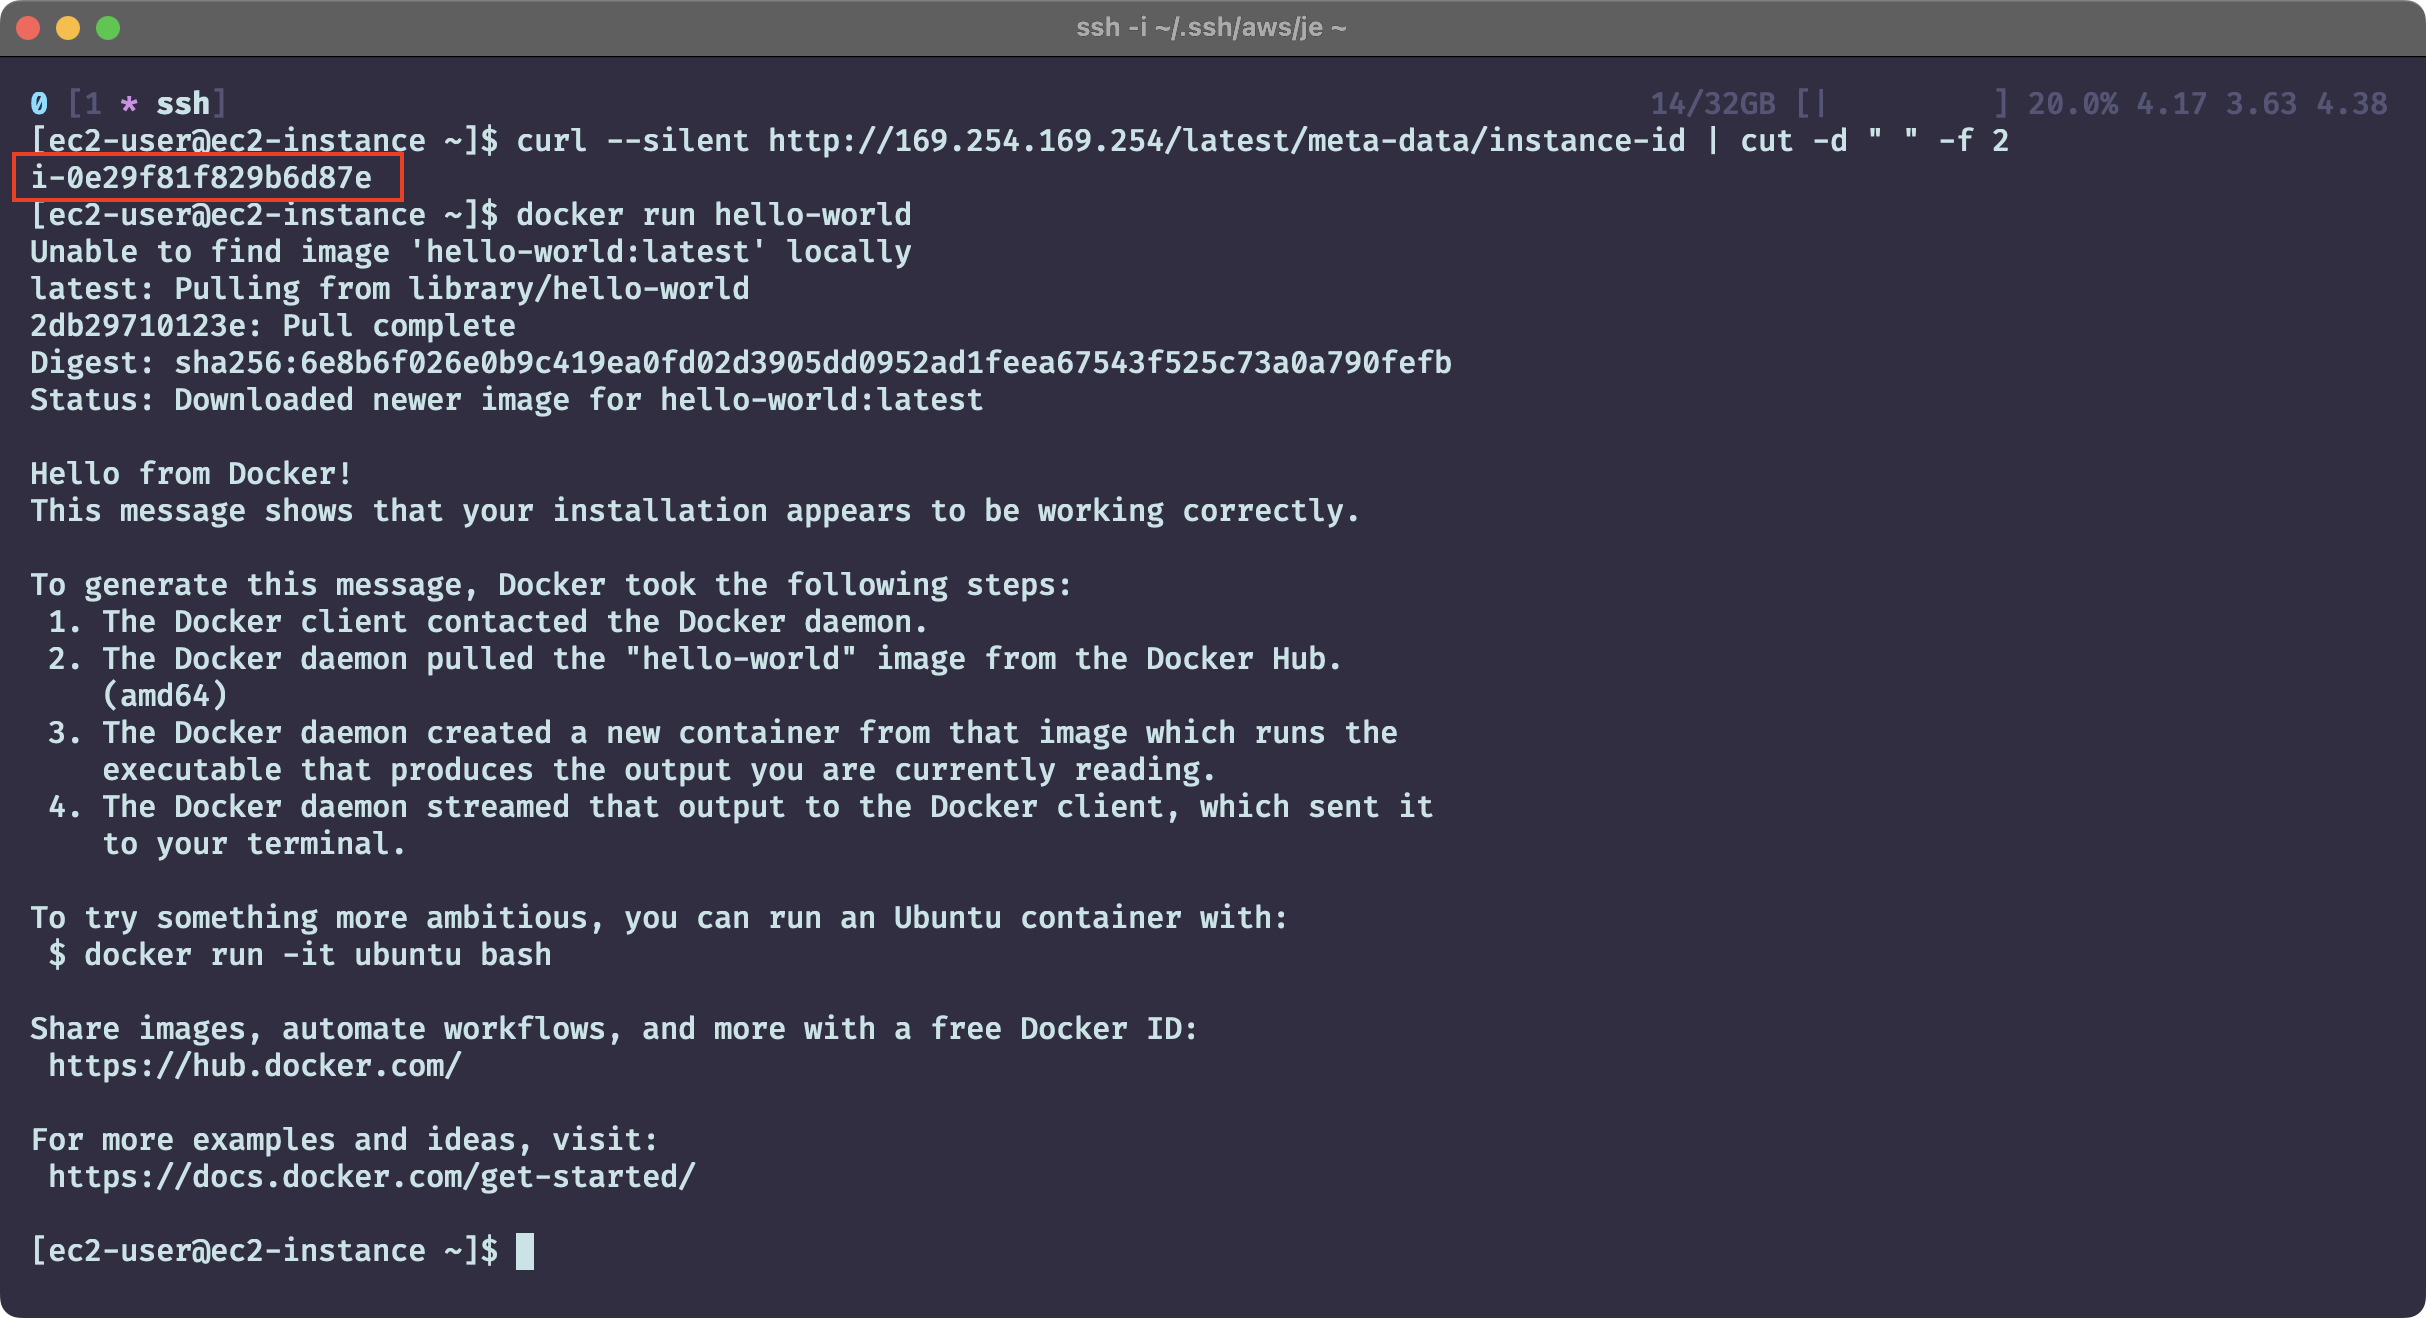 ssh -i ~/.ssh/aws/je ~
0 [1 * ssh] 14/32GB [| ] 20.0% 4.17 3.63 4.38
[ec2-user@ec2-instance ~]$ curl --silent http://169.254.169.254/latest/meta-data/instance-id | cut -d " " -f 2
i-0e29f81f829b6d87e
[ec2-user@ec2-instance ~]$ docker run hello-world
Unable to find image 'hello-world:latest' locally
latest: Pulling from library/hello-world
2db29710123e: Pull complete
Digest: sha256:6e8b6f026e0b9c419ea0fd02d3905dd0952ad1feea67543f525c73a0a790fefb
Status: Downloaded newer image for hello-world:latest

Hello from Docker!
This message shows that your installation appears to be working correctly.

To generate this message, Docker took the following steps:
 1. The Docker client contacted the Docker daemon.
 2. The Docker daemon pulled the "hello-world" image from the Docker Hub.
    (amd64)
 3. The Docker daemon created a new container from that image which runs the
    executable that produces the output you are currently reading.
 4. The Docker daemon streamed that output to the Docker client, which sent it
    to your terminal.

To try something more ambitious, you can run an Ubuntu container with:
 $ docker run -it ubuntu bash

Share images, automate workflows, and more with a free Docker ID:
 https://hub.docker.com/

For more examples and ideas, visit:
 https://docs.docker.com/get-started/

[ec2-user@ec2-instance ~]$